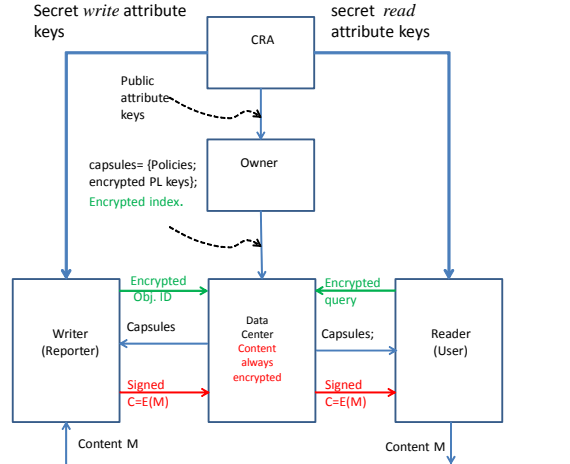 Secret write attribute
keys
secret read
attribute keys
CRA
Public
attribute
keys
capsules= {Policies;
encrypted PL keys};
Encrypted index.
Owner
Encrypted
Obj. ID
Encrypted
query
Writer
(Reporter)
Capsules
Data
Center
Content
always
encrypted
Capsules;
Reader
(User)
Signed
C=E(M)
Signed
C=E(M)
Content M
Content M